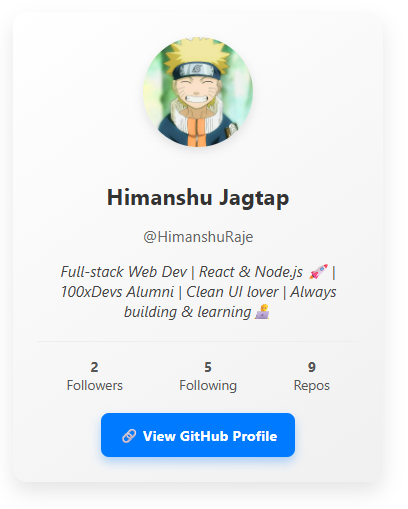 Himanshu Jagtap
@HimanshuRaje
Full-stack Web Dev | React & Node.js 🚀 |
100xDevs Alumni | Clean UI lover | Always
building & learning 🧑‍💻
2 5 9
Followers Following Repos
🔗 View GitHub Profile